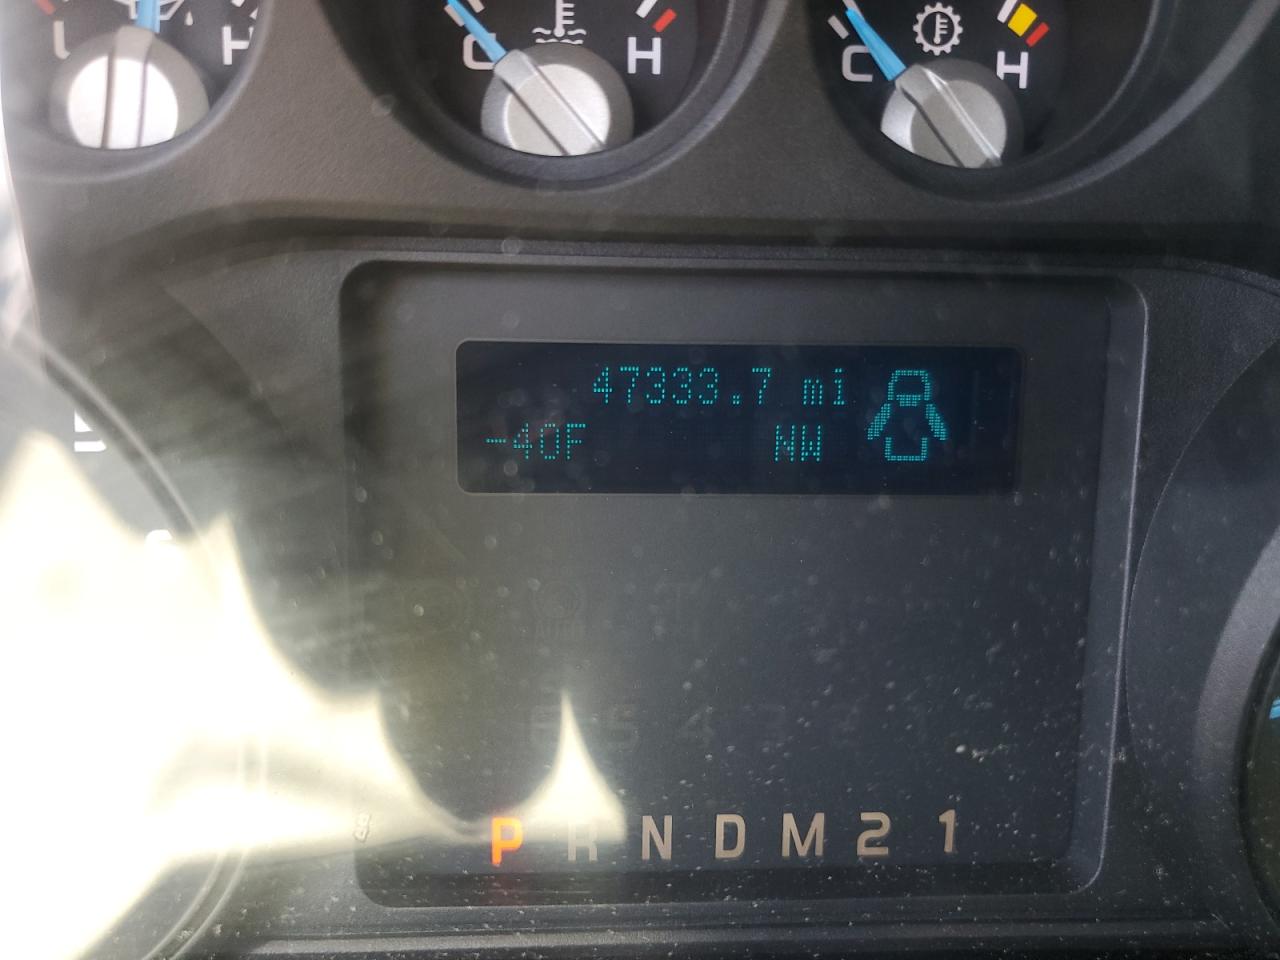 L H
C H
C H
47333.7 mi
-40F NW
P R N D M 2 1